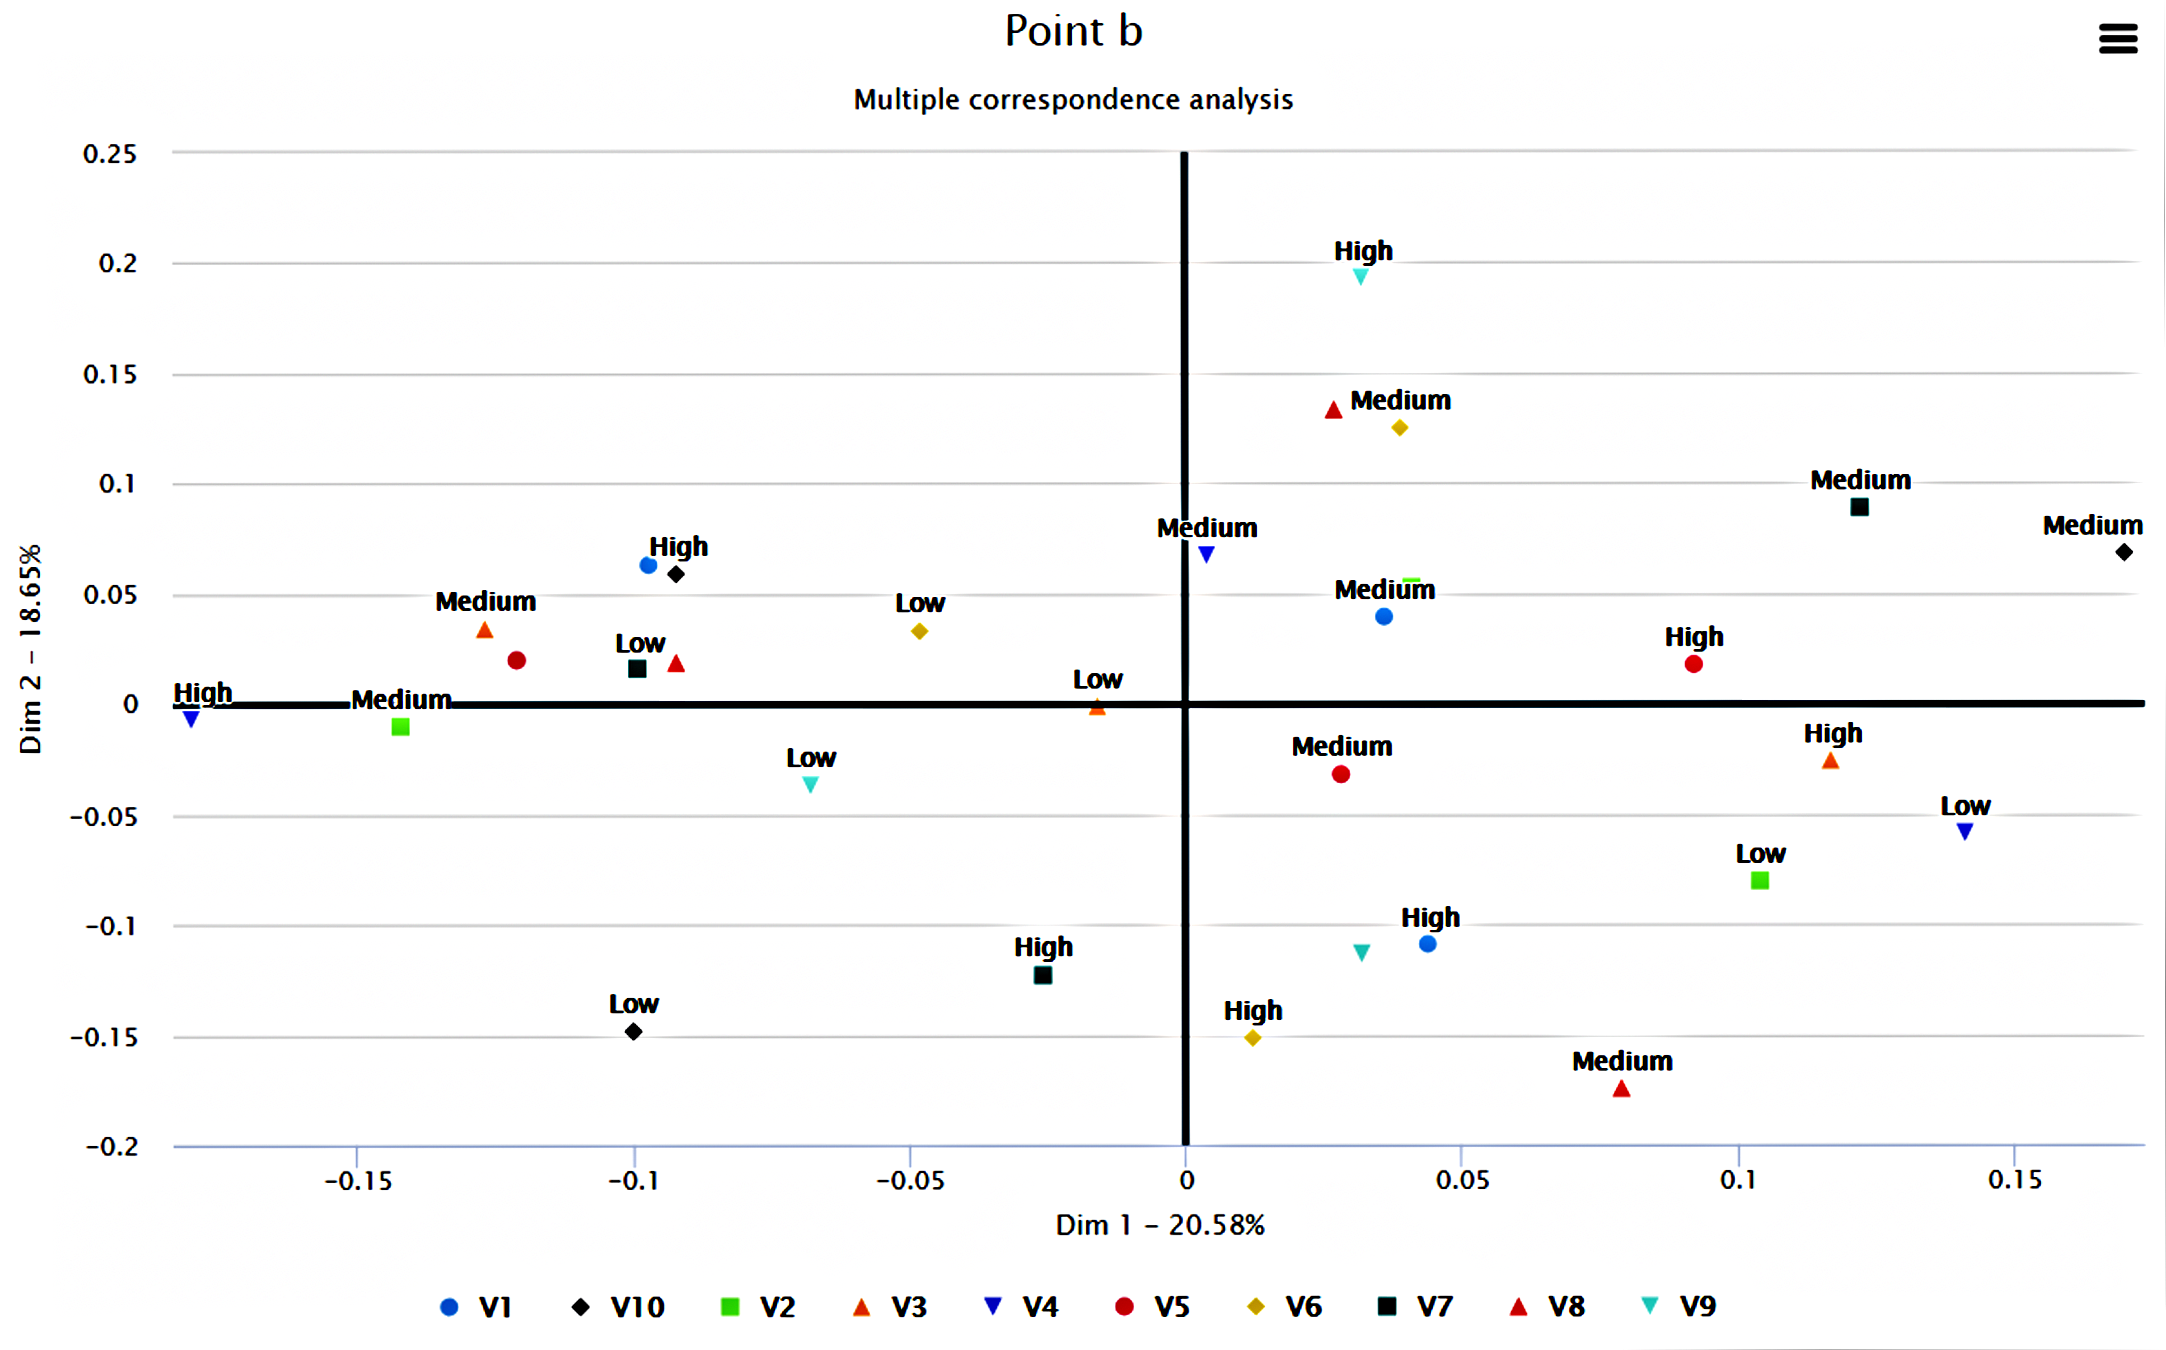 Point b
Multiple correspondence analysis
0.25
High
0.2
0.15
Medium
0.1
Medium
Medium
Medium
High
0.05
Medium
Low
Medium
High
Low
Low
0
High
Medium
Medium
High
Low
-0.05
Low
Low
-0.1
High
High
Low
High
-0.15
Medium
-0.2
Dim 2 - 18.65%
-0.15 -0.1 -0.05 0 0.05 0.1 0.15
Dim 1 - 20.58%
V1 V10 V2 V3 V4 V5 V6 V7 V8 V9